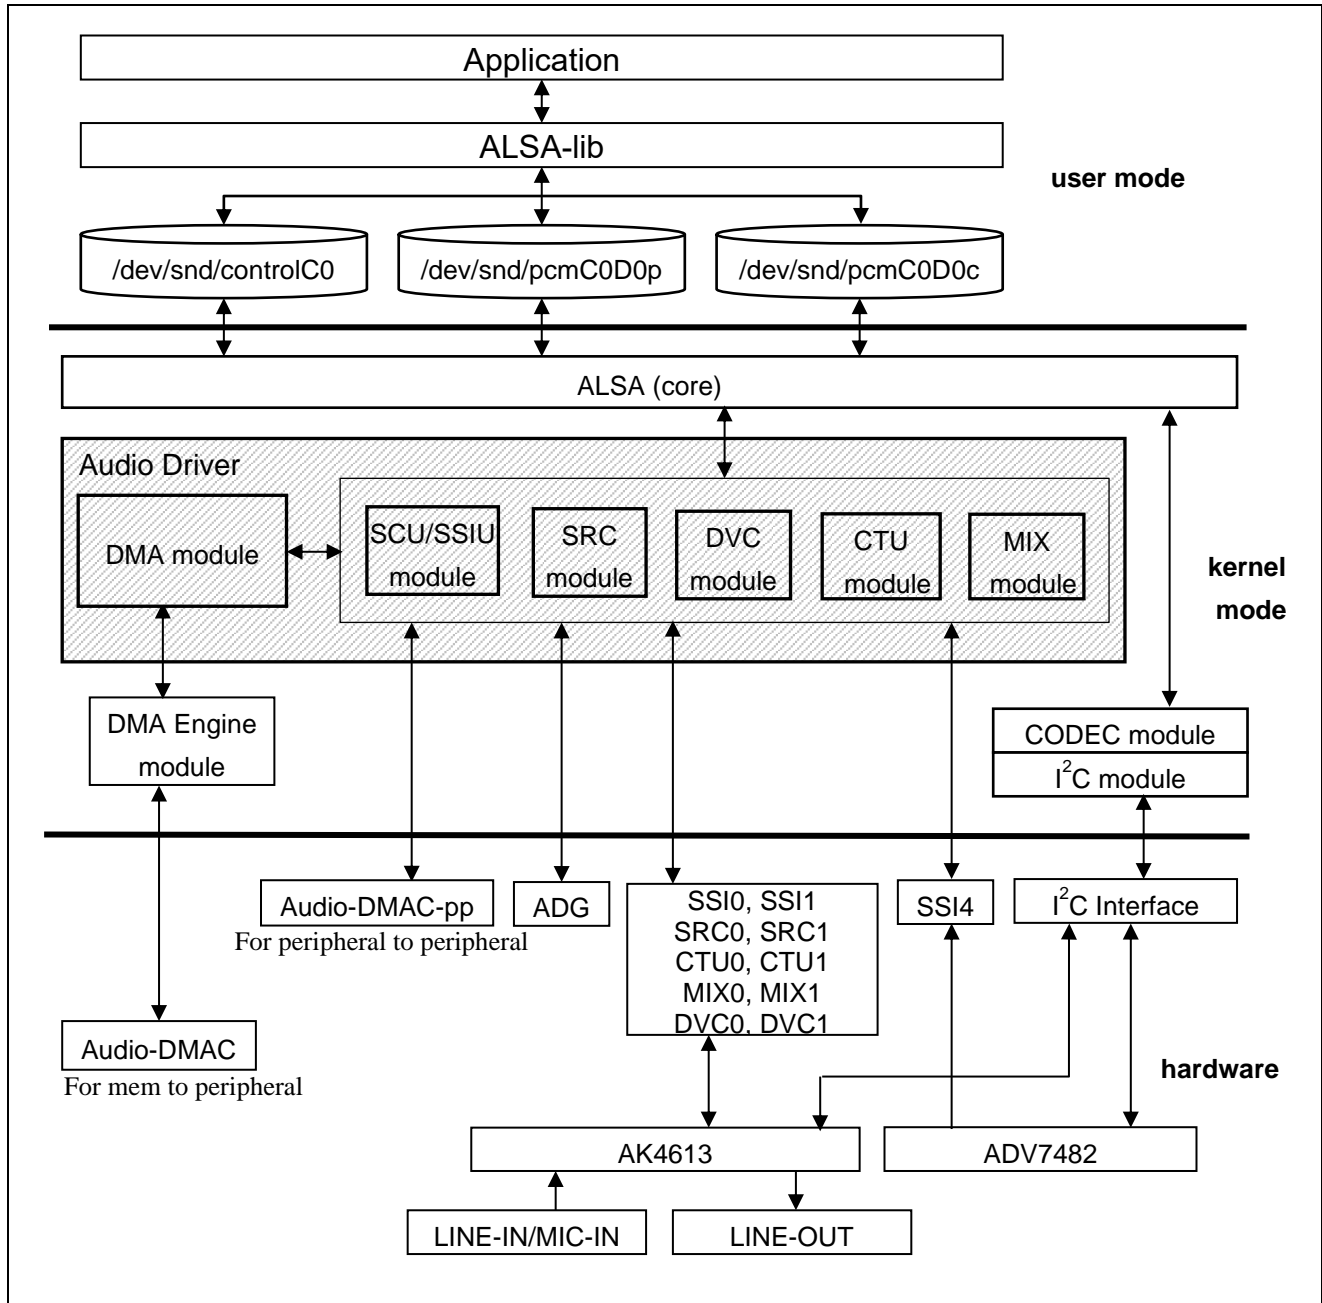 Application
ALSA-lib
user mode
/dev/snd/controlC0
/dev/snd/pcmC0D0p
/dev/snd/pcmC0D0c
ALSA (core)
Audio Driver
DMA module
SCU/SSIU
module
SRC
module
DVC
module
CTU
module
MIX
module
kernel
mode
DMA Engine
module
CODEC module
I²C module
Audio-DMAC-pp
For peripheral to peripheral
ADG
SSI0, SSI1
SRC0, SRC1
CTU0, CTU1
MIX0, MIX1
DVC0, DVC1
SSI4
I²C Interface
Audio-DMAC
For mem to peripheral
hardware
AK4613
ADV7482
LINE-IN/MIC-IN
LINE-OUT